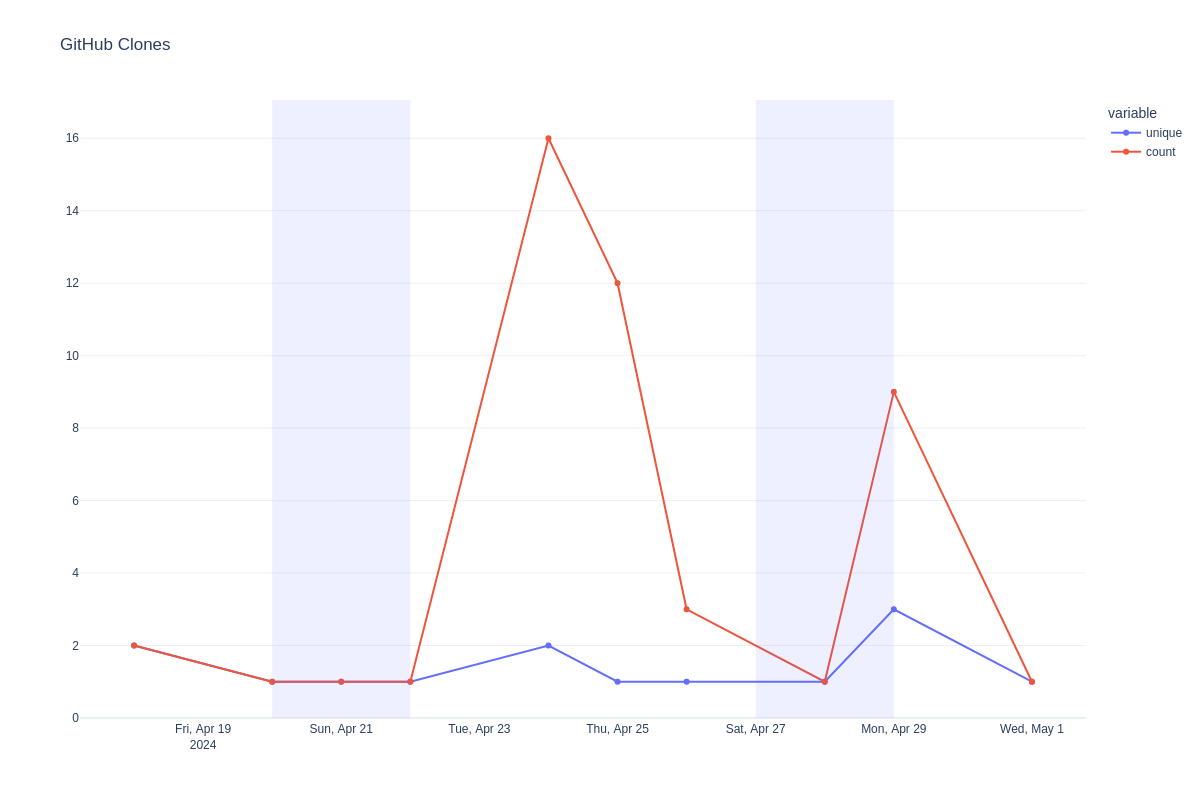 GitHub Clones
variable
unique
count
16
14
12
10
8
6
4
2
0
Fri, Apr 19
2024
Sun, Apr 21
Tue, Apr 23
Thu, Apr 25
Sat, Apr 27
Mon, Apr 29
Wed, May 1